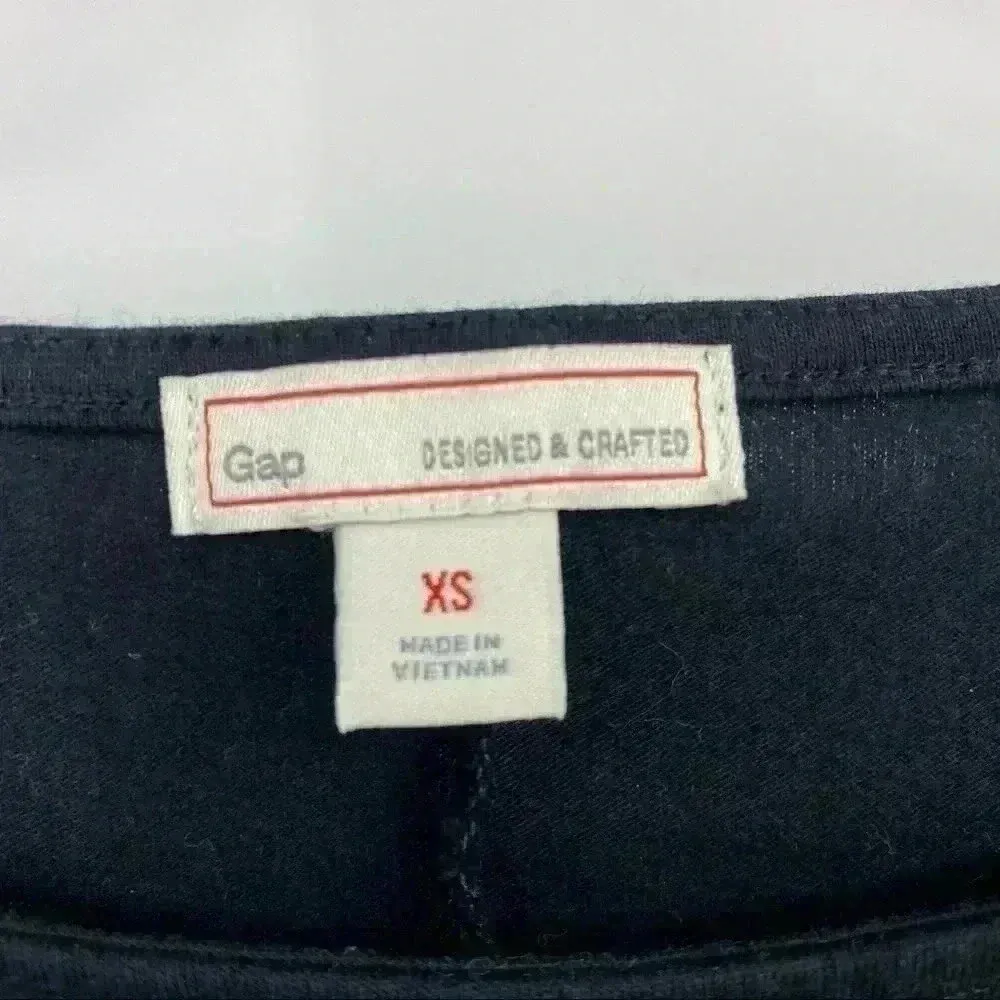 Gap DESIGNED & CRAFTED
XS
MADE IN
VIETNAM